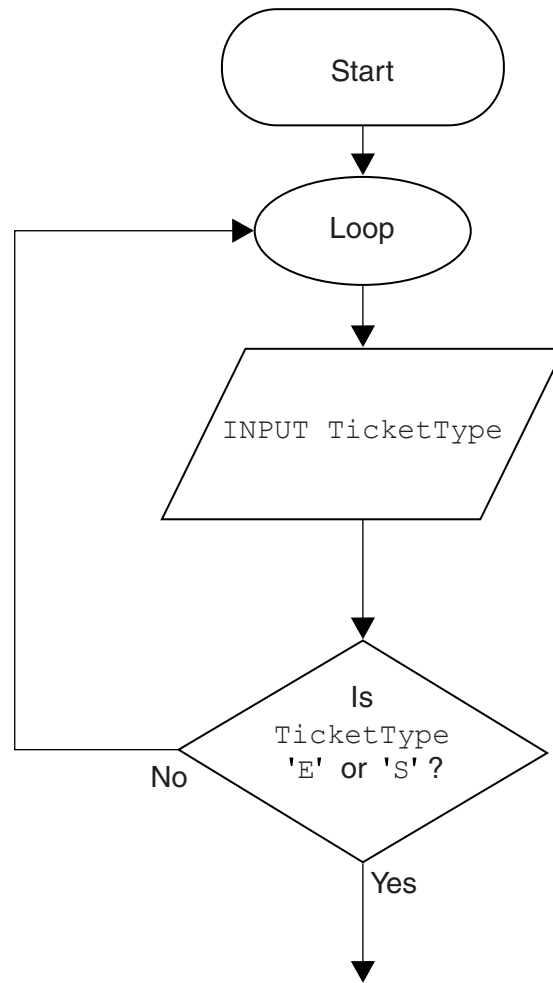 Start
Loop
INPUT TicketType
Is
TicketType
'E' or 'S' ?
No
Yes